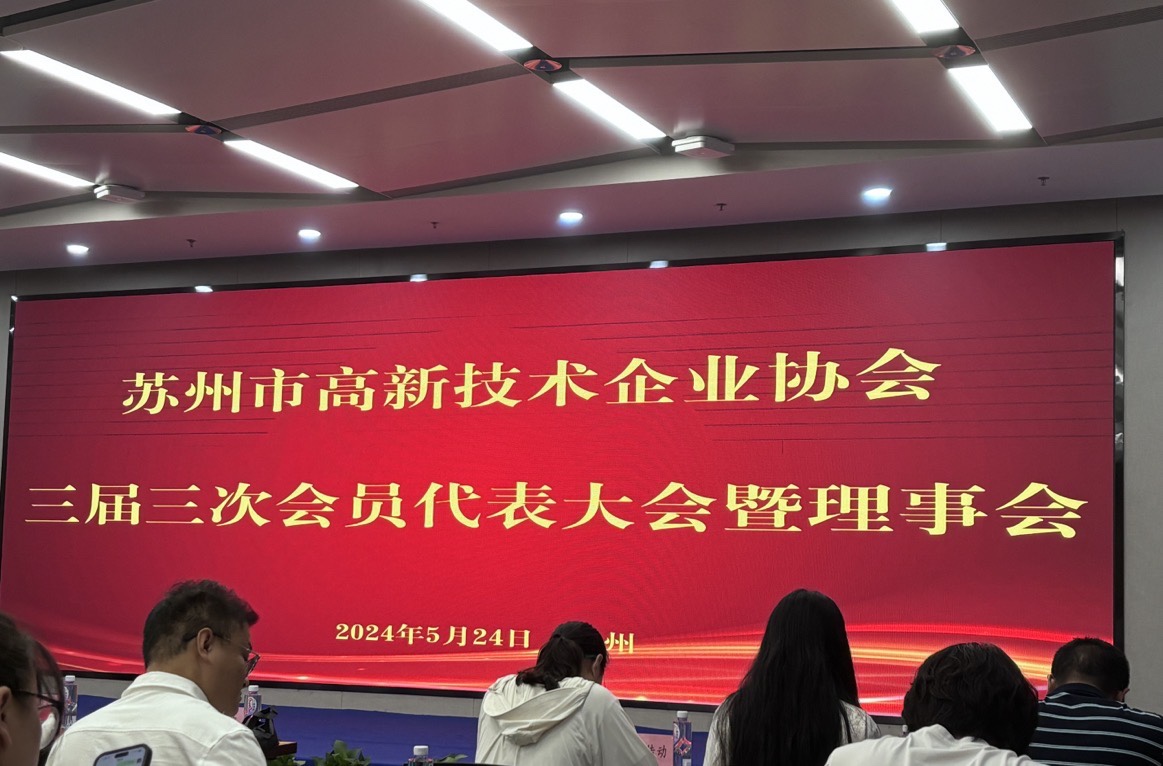 苏州市高新技术企业协会
三届三次会员代表大会暨理事会
2024年5月24日 州